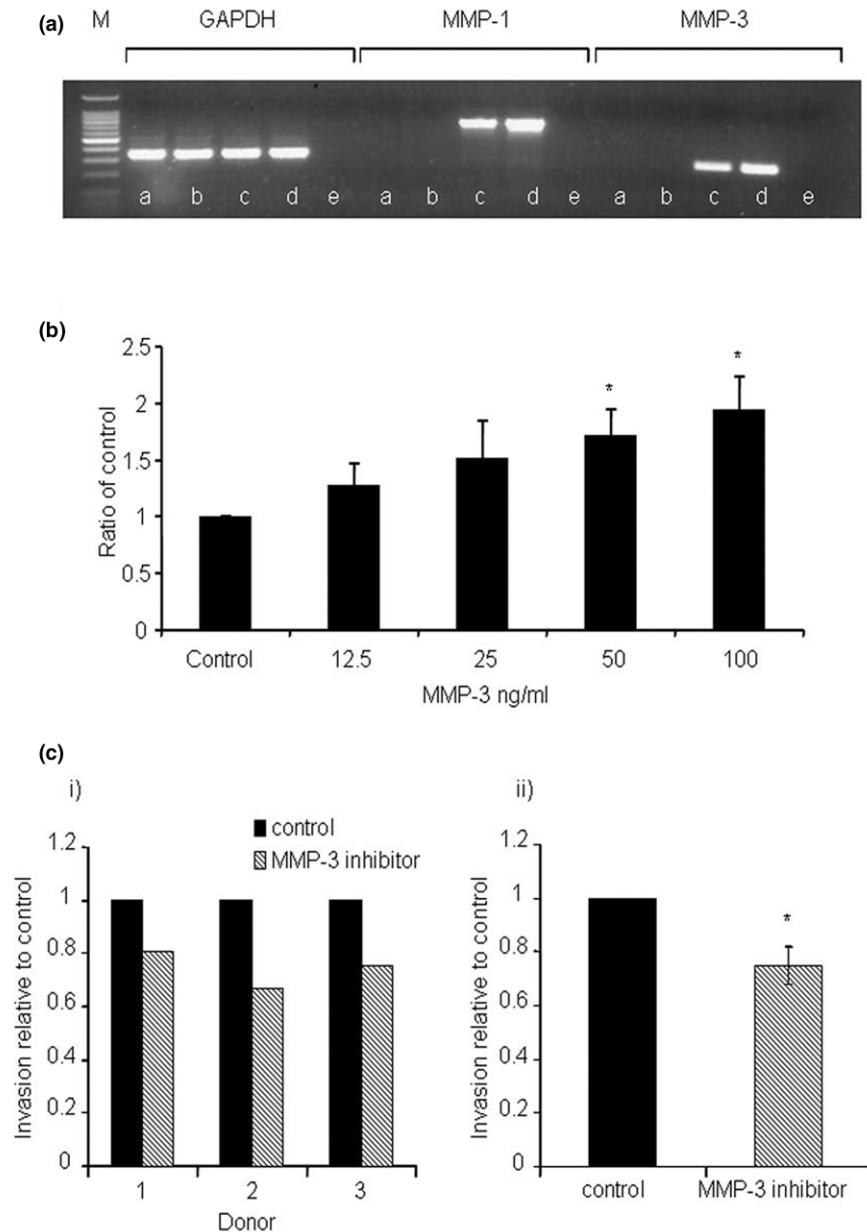 (a)
M GAPDH MMP-1 MMP-3
a b c d e a b c d e a b c d e
(b)
2.5
*
*
2
1.5
1
0.5
0
Ratio of control
Control 12.5 25 50 100
MMP-3 ng/ml
(c)
i)
control
MMP-3 inhibitor
1.2
1
0.8
0.6
0.4
0.2
0
Invasion relative to control
1 2 3
Donor
ii)
1.2
1
*
0.8
0.6
0.4
0.2
0
Invasion relative to control
control MMP-3 inhibitor